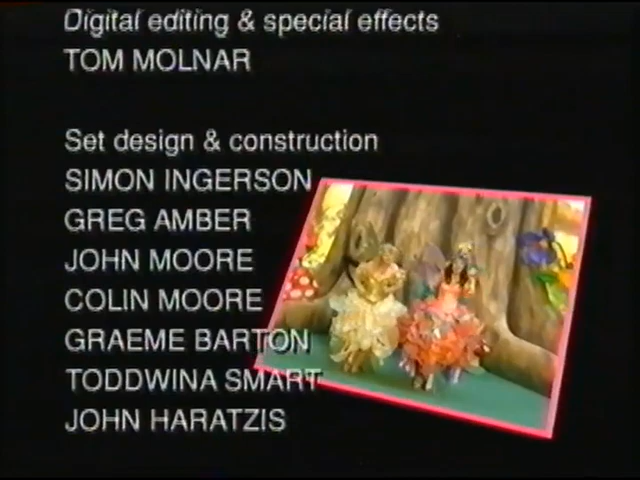 Digital editing & special effects
TOM MOLNAR
Set design & construction
SIMON INGERSON
GREG AMBER
JOHN MOORE
COLIN MOORE
GRAEME BARTON
TODDWINA SMART
JOHN HARATZIS